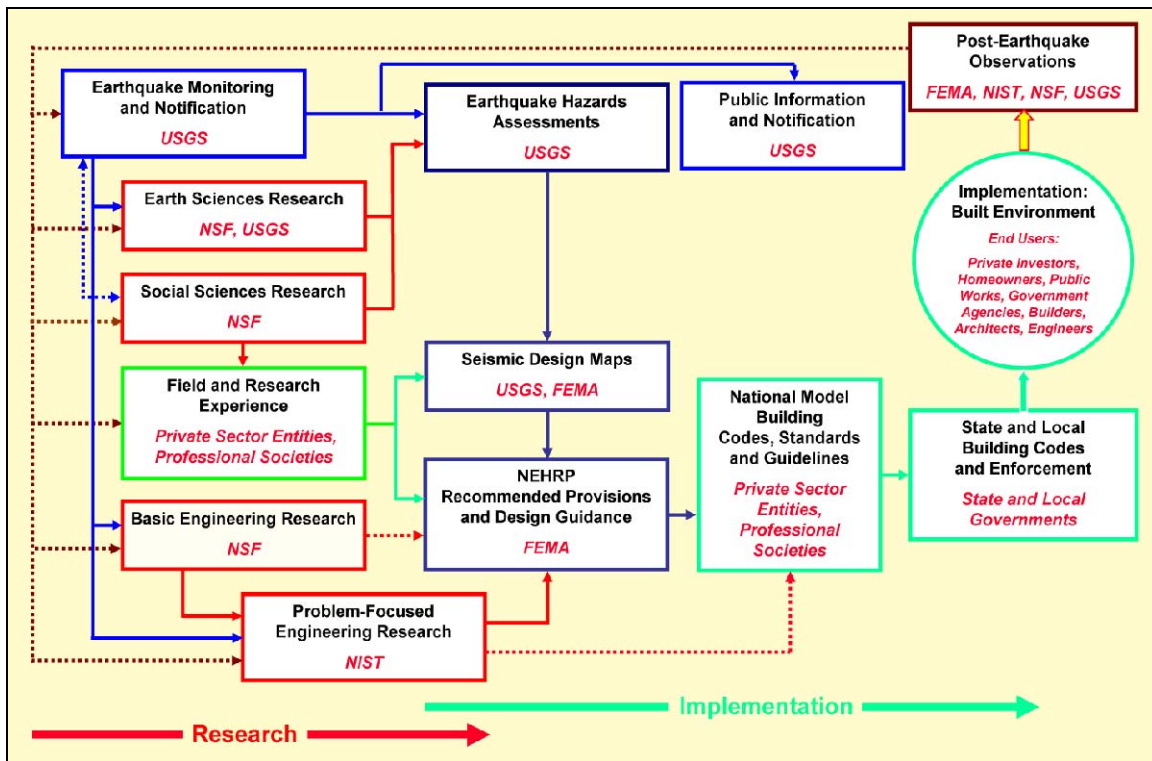 Earthquake Monitoring
and Notification
USGS
Earthquake Hazards
Assessments
USGS
Public Information
and Notification
USGS
Post-Earthquake
Observations
FEMA, NIST, NSF, USGS
Earth Sciences Research
NSF, USGS
Social Sciences Research
NSF
Field and Research
Experience
Private Sector Entities,
Professional Societies
Basic Engineering Research
NSF
Problem-Focused
Engineering Research
NIST
Seismic Design Maps
USGS, FEMA
NEHRP
Recommended Provisions
and Design Guidance
FEMA
National Model
Building
Codes, Standards
and Guidelines
Private Sector
Entities,
Professional
Societies
State and Local
Building Codes
and Enforcement
State and Local
Governments
Implementation:
Built Environment
End Users:
Private Investors,
Homeowners, Public
Works, Government
Agencies, Builders,
Architects, Engineers
Implementation
Research